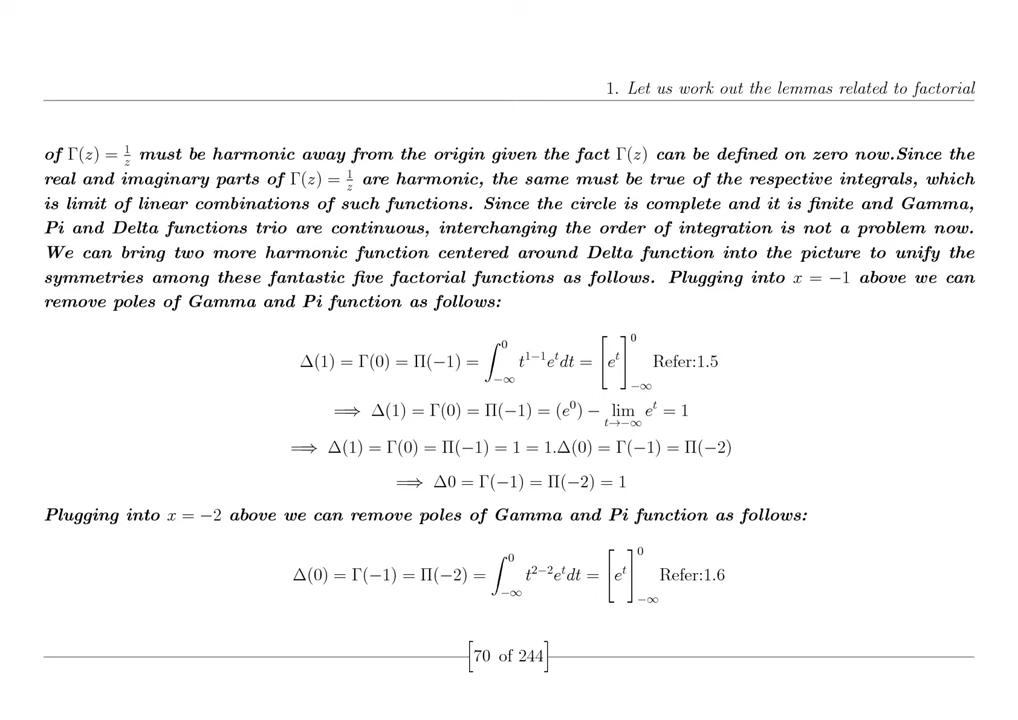 1. Let us work out the lemmas related to factorial
of Γ(z) = 1/z must be harmonic away from the origin given the fact Γ(z) can be defined on zero now.Since the
real and imaginary parts of Γ(z) = 1/z are harmonic, the same must be true of the respective integrals, which
is limit of linear combinations of such functions. Since the circle is complete and it is finite and Gamma,
Pi and Delta functions trio are continuous, interchanging the order of integration is not a problem now.
We can bring two more harmonic function centered around Delta function into the picture to unify the
symmetries among these fantastic five factorial functions as follows. Plugging into x = −1 above we can
remove poles of Gamma and Pi function as follows:
Δ(1) = Γ(0) = Π(−1) = ∫_{−∞}^{0} t^{1−1}e^t dt = [e^t]_{−∞}^{0} Refer:1.5
⟹ Δ(1) = Γ(0) = Π(−1) = (e^0) − lim_{t→−∞} e^t = 1
⟹ Δ(1) = Γ(0) = Π(−1) = 1 = 1.Δ(0) = Γ(−1) = Π(−2)
⟹ Δ0 = Γ(−1) = Π(−2) = 1
Plugging into x = −2 above we can remove poles of Gamma and Pi function as follows:
Δ(0) = Γ(−1) = Π(−2) = ∫_{−∞}^{0} t^{2−2}e^t dt = [e^t]_{−∞}^{0} Refer:1.6
[70 of 244]